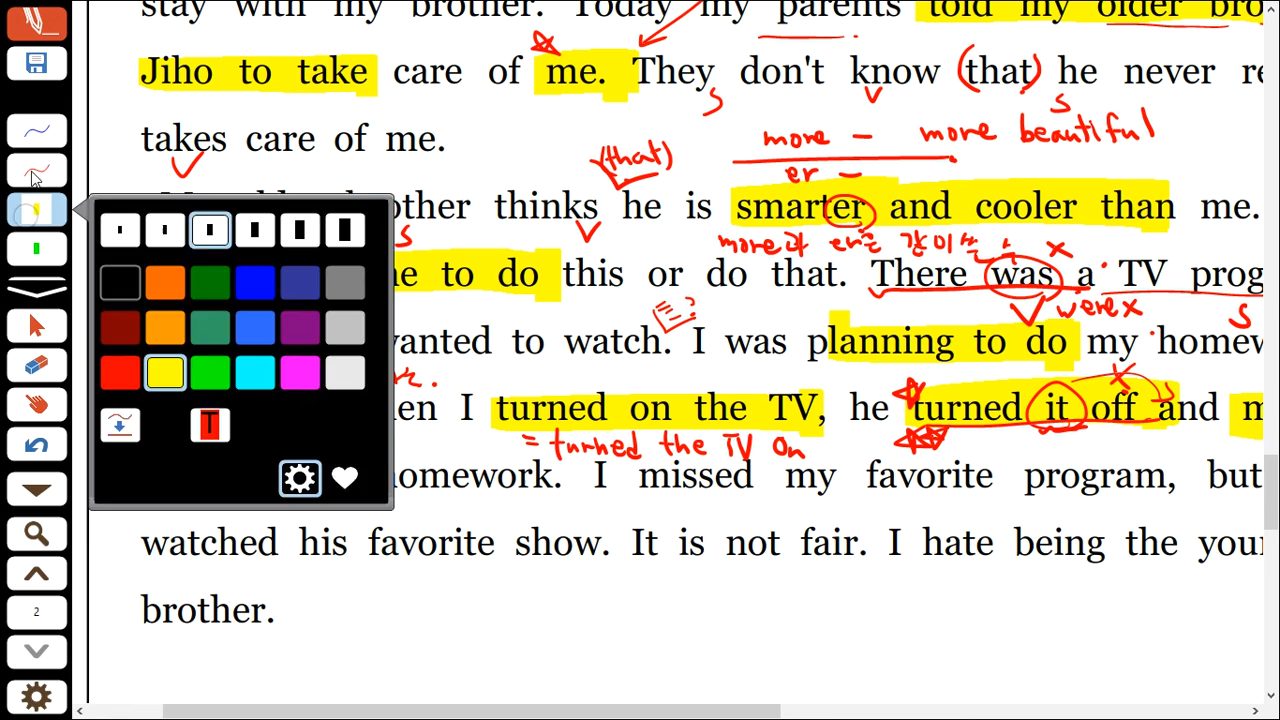 stay with my brother. Today my parents told my older bro
Jiho to take care of me. They don't know (that) he never re
S V S
takes care of me.
more - more beautiful
V (that) er -
other thinks he is smarter and cooler than me.
S V more과 er은 같이 X
me to do this or do that. There was a TV prog
V were X S
wanted to watch. I was planning to do my homew
X
en I turned on the TV, he turned it off and m
= turned the TV on
omework. I missed my favorite program, but
watched his favorite show. It is not fair. I hate being the you
brother.
T
2